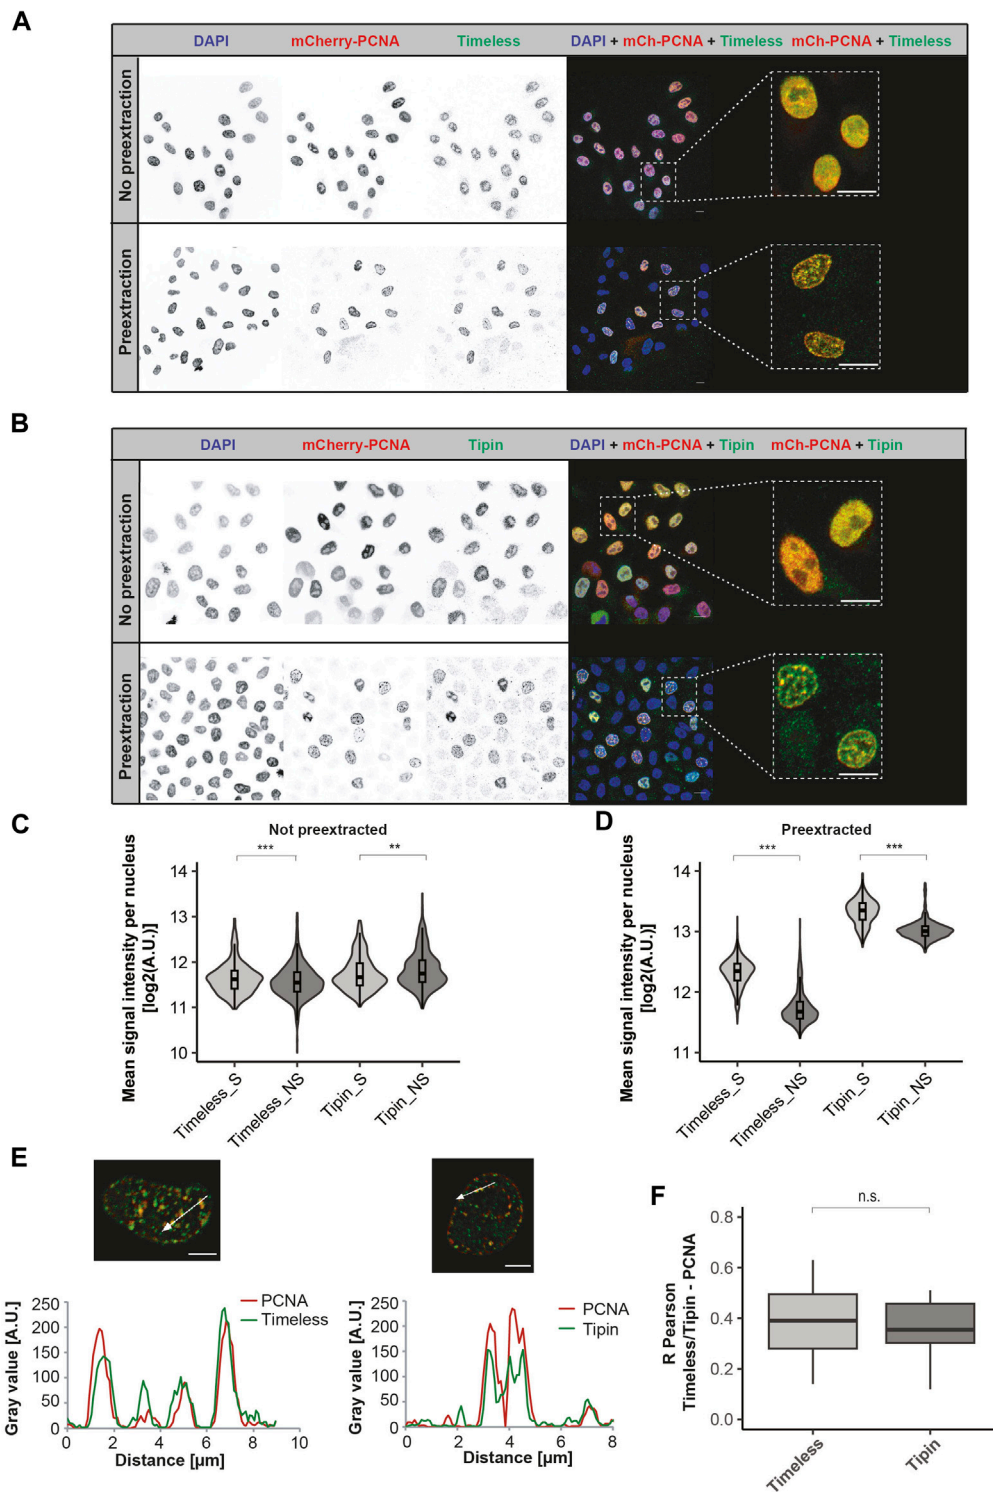 A
DAPI mCherry-PCNA Timeless DAPI + mCh-PCNA + Timeless mCh-PCNA + Timeless
No preextraction
Preextraction
B
DAPI mCherry-PCNA Tipin DAPI + mCh-PCNA + Tipin mCh-PCNA + Tipin
No preextraction
Preextraction
C
Not preextracted
*** **
Mean signal intensity per nucleus
[log2(A.U.)]
14
13
12
11
10
Timeless_S
Timeless_NS
Tipin_S
Tipin_NS
D
Preextracted
*** ***
Mean signal intensity per nucleus
[log2(A.U.)]
14
13
12
11
Timeless_S
Timeless_NS
Tipin_S
Tipin_NS
E
PCNA
Timeless
Gray value [A.U.]
250
200
150
100
50
0
0 2 4 6 8 10
Distance [µm]
PCNA
Tipin
Gray value [A.U.]
250
200
150
100
50
0
0 2 4 6 8
Distance [µm]
F
n.s.
R Pearson
Timeless/Tipin - PCNA
0.8
0.6
0.4
0.2
0.0
Timeless
Tipin